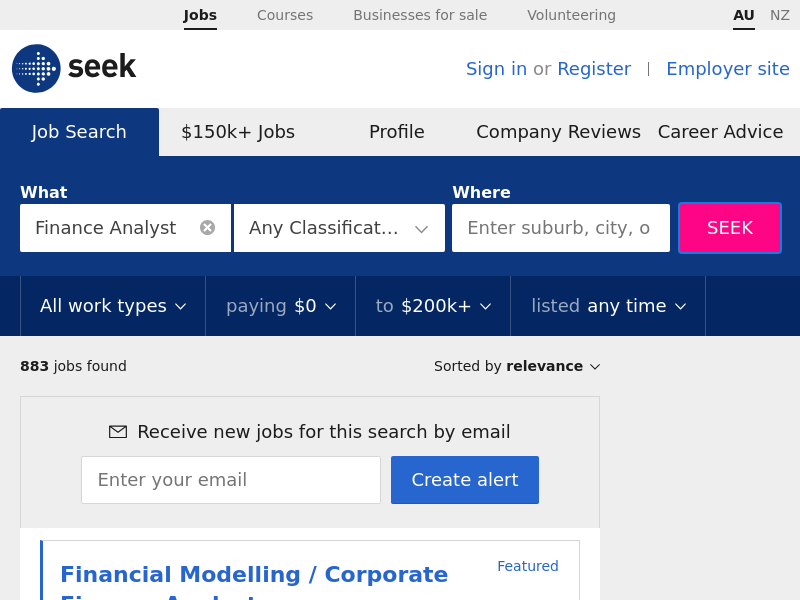 Jobs Courses Businesses for sale Volunteering AU NZ
seek
Sign in or Register Employer site
Job Search $150k+ Jobs Profile Company Reviews Career Advice
What Where
Finance Analyst Any Classificat... Enter suburb, city, o SEEK
All work types paying $0 to $200k+ listed any time
883 jobs found Sorted by relevance
Receive new jobs for this search by email
Enter your email Create alert
Financial Modelling / Corporate Featured
Finance Analyst